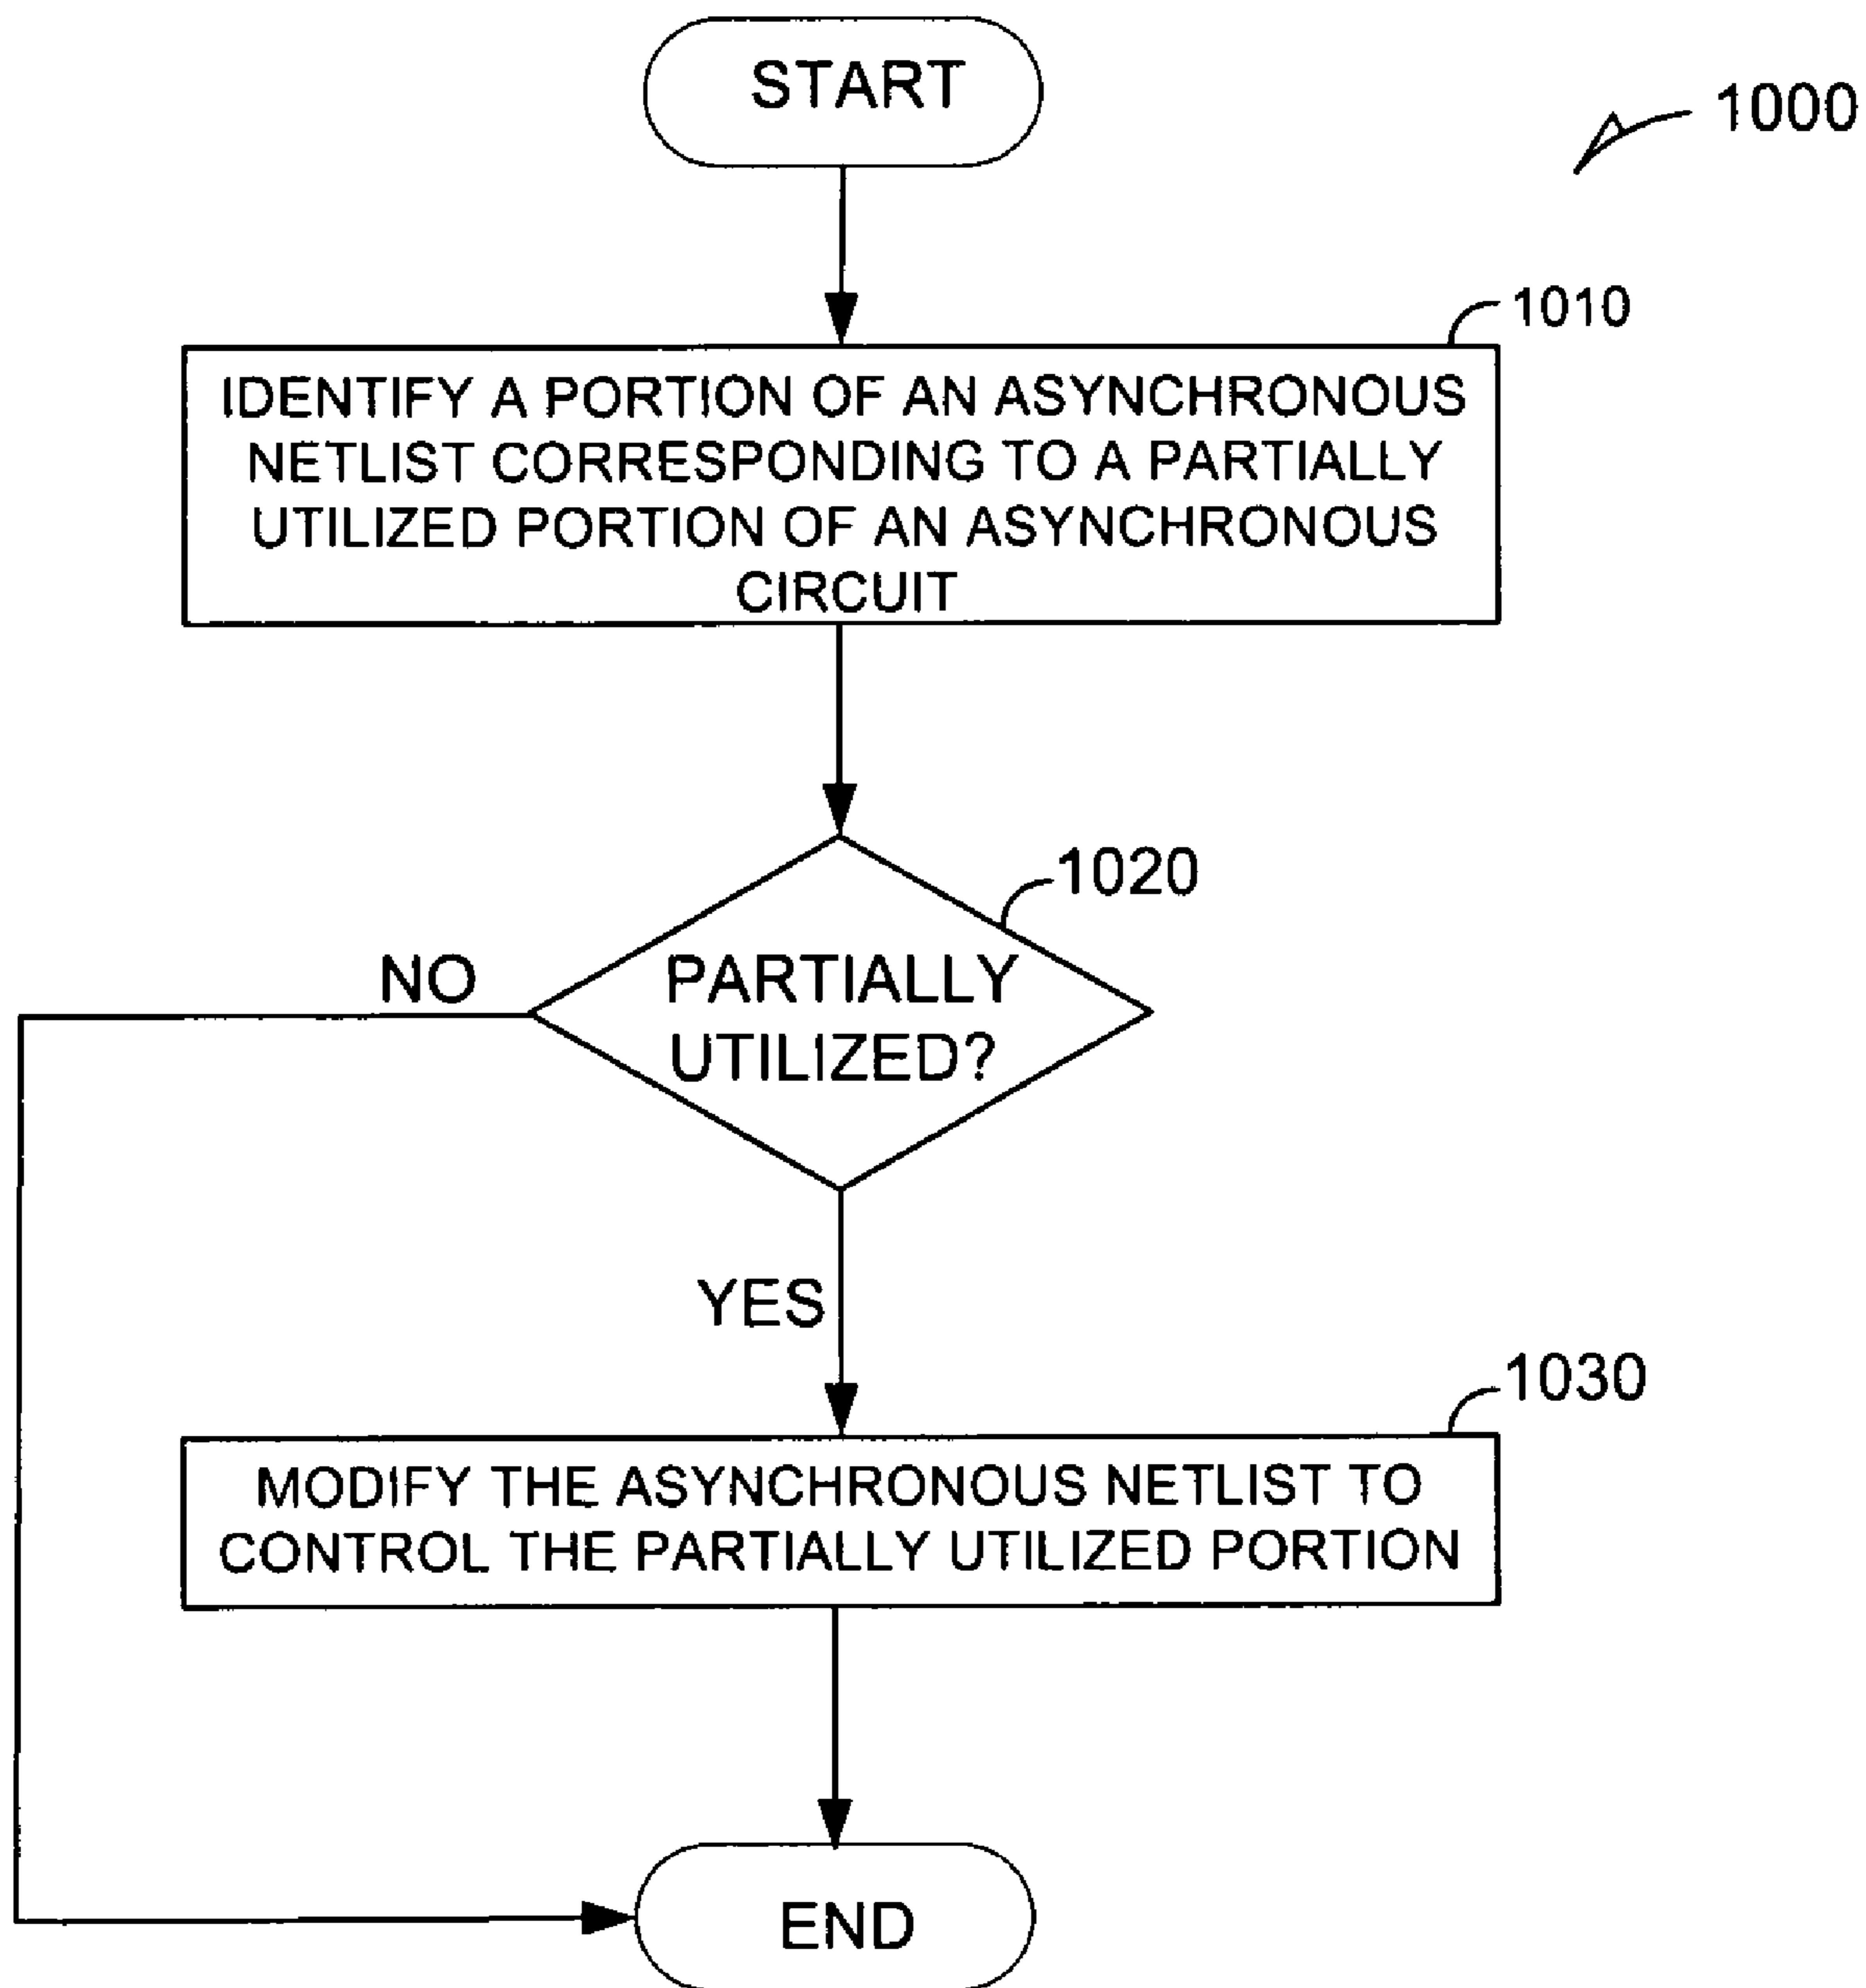 START
1000
1010
IDENTIFY A PORTION OF AN ASYNCHRONOUS
NETLIST CORRESPONDING TO A PARTIALLY
UTILIZED PORTION OF AN ASYNCHRONOUS
CIRCUIT
1020
NO
PARTIALLY
UTILIZED?
YES
1030
MODIFY THE ASYNCHRONOUS NETLIST TO
CONTROL THE PARTIALLY UTILIZED PORTION
END